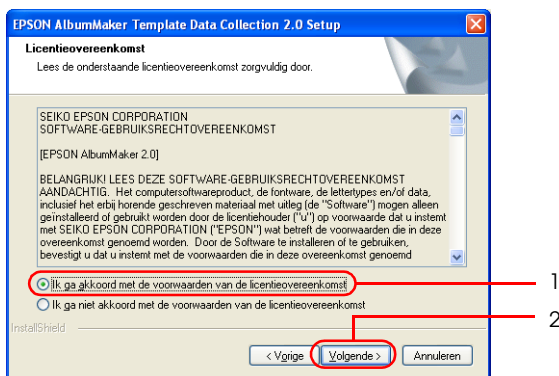 EPSON AlbumMaker Template Data Collection 2.0 Setup
Licentieovereenkomst
Lees de onderstaande licentieovereenkomst zorgvuldig door.
SEIKO EPSON CORPORATION
SOFTWARE-GEBRUIKSRECHTOVEREENKOMST
[EPSON AlbumMaker 2.0]
BELANGRIJK! LEES DEZE SOFTWARE-GEBRUIKSRECHTOVEREENKOMST
AANDACHTIG. Het computersoftwareproduct, de fontware, de lettertypes en/of data,
inclusief het erbij horende geschreven materiaal met uitleg (de "Software") mogen alleen
geïnstalleerd of gebruikt worden door de licentiehouder ("u") op voorwaarde dat u instemt
met SEIKO EPSON CORPORATION ("EPSON") wat betreft de voorwaarden die in deze
overeenkomst genoemd worden. Door de Software te installeren of te gebruiken,
bevestigt u dat u instemt met de voorwaarden die in deze overeenkomst genoemd
Ik ga akkoord met de voorwaarden van de licentieovereenkomst
1
Ik ga niet akkoord met de voorwaarden van de licentieovereenkomst
2
InstallShield
< Vorige
Volgende >
Annuleren